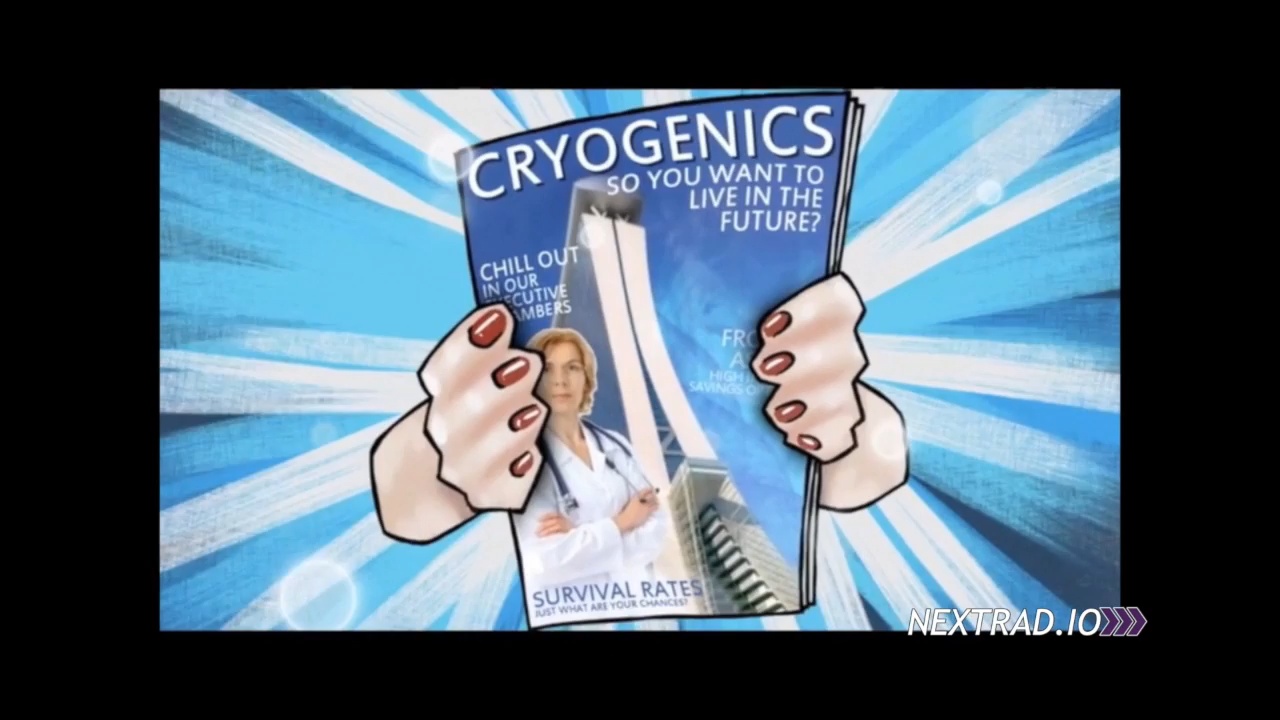 CRYOGENICS
SO YOU WANT TO
LIVE IN THE
FUTURE?
CHILL OUT
IN OUR
SURVIVAL RATES
JUST WHAT ARE YOUR CHANCES?
NEXTRAD.IO